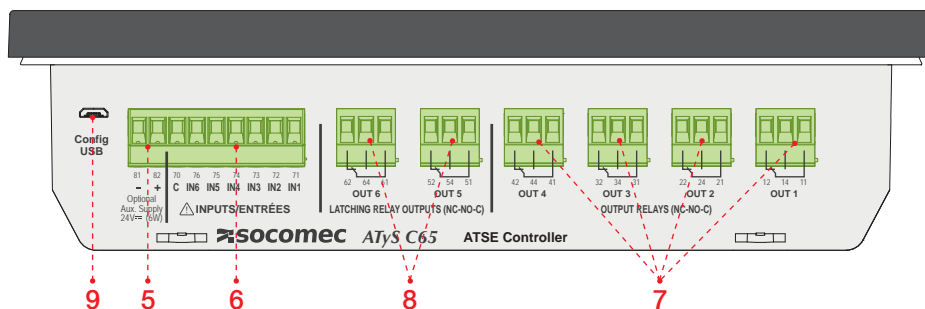 Config
USB
81 82 70 76 75 74 73 72 71
– + C IN6 IN5 IN4 IN3 IN2 IN1
Optional
Aux. Supply
24V⎓ (6W)
⚠ INPUTS/ENTRÉES
62 64 61
OUT 6
52 54 51
OUT 5
LATCHING RELAY OUTPUTS (NC-NO-C)
42 44 41
OUT 4
32 34 31
OUT 3
22 24 21
OUT 2
12 14 11
OUT 1
OUTPUT RELAYS (NC-NO-C)
socomec ATyS C65 ATSE Controller
9 5 6 8 7